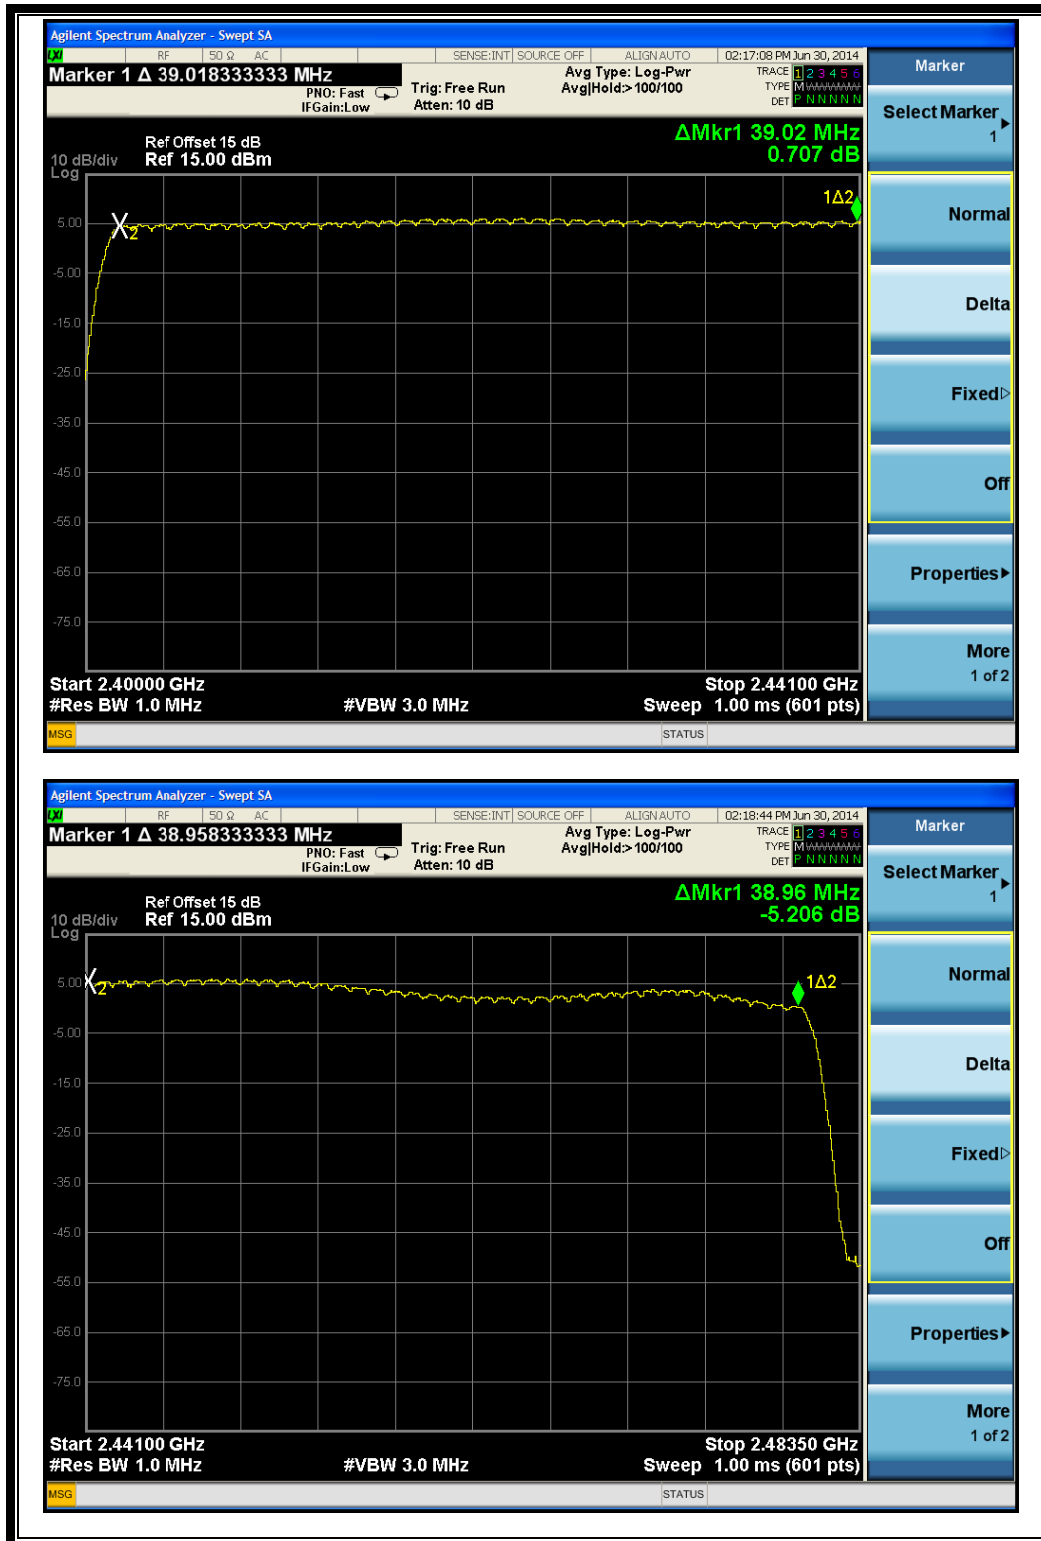 Agilent Spectrum Analyzer - Swept SA
LXI RF 50 Ω AC SENSE:INT SOURCE OFF ALIGN AUTO 02:17:08 PM Jun 30, 2014
Marker 1 Δ 39.018333333 MHz
PNO: Fast
IFGain:Low
Trig: Free Run
Atten: 10 dB
Avg Type: Log-Pwr
Avg|Hold:>100/100
TRACE 1 2 3 4 5 6
TYPE M
DET P N N N N N
Marker
Select Marker
1
Normal
Delta
Fixed
Off
Properties
More
1 of 2
ΔMkr1 39.02 MHz
0.707 dB
Ref Offset 15 dB
10 dB/div Ref 15.00 dBm
Log
1Δ2
5.00
2
-5.00
-15.0
-25.0
-35.0
-45.0
-55.0
-65.0
-75.0
Start 2.40000 GHz Stop 2.44100 GHz
#Res BW 1.0 MHz #VBW 3.0 MHz Sweep 1.00 ms (601 pts)
MSG STATUS
Agilent Spectrum Analyzer - Swept SA
LXI RF 50 Ω AC SENSE:INT SOURCE OFF ALIGN AUTO 02:18:44 PM Jun 30, 2014
Marker 1 Δ 38.958333333 MHz
PNO: Fast
IFGain:Low
Trig: Free Run
Atten: 10 dB
Avg Type: Log-Pwr
Avg|Hold:>100/100
TRACE 1 2 3 4 5 6
TYPE M
DET P N N N N N
Marker
Select Marker
1
Normal
Delta
Fixed
Off
Properties
More
1 of 2
ΔMkr1 38.96 MHz
-5.206 dB
Ref Offset 15 dB
10 dB/div Ref 15.00 dBm
Log
5.00
2
1Δ2
-5.00
-15.0
-25.0
-35.0
-45.0
-55.0
-65.0
-75.0
Start 2.44100 GHz Stop 2.48350 GHz
#Res BW 1.0 MHz #VBW 3.0 MHz Sweep 1.00 ms (601 pts)
MSG STATUS